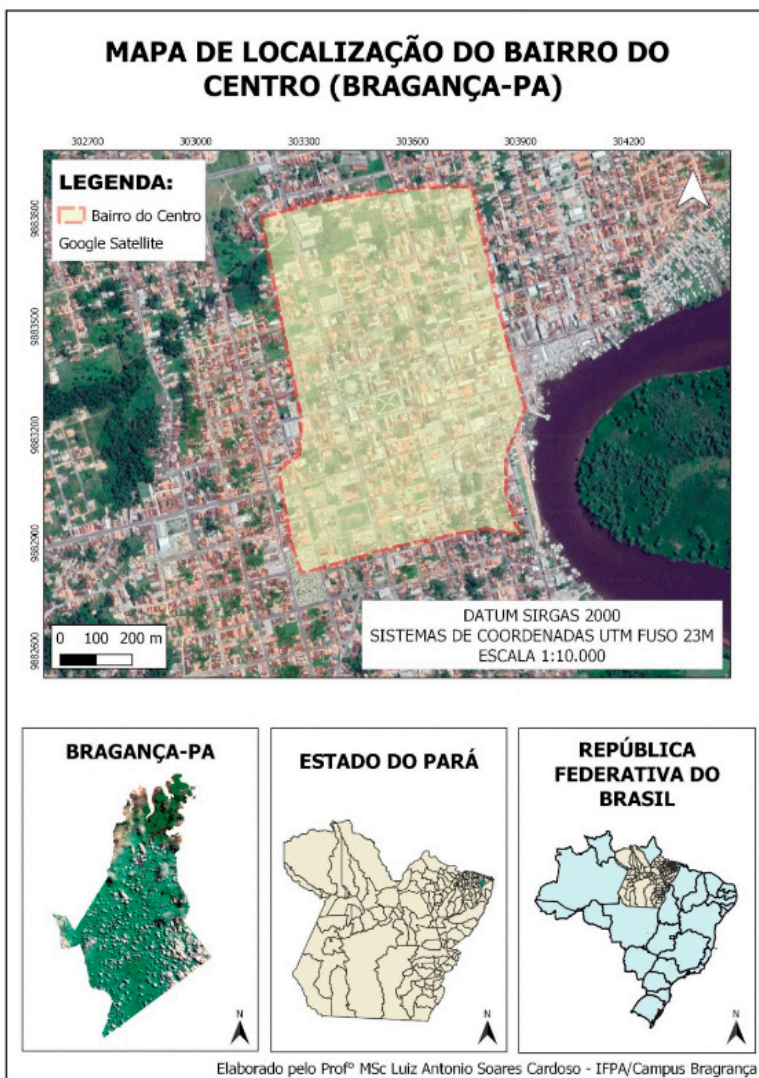 MAPA DE LOCALIZAÇÃO DO BAIRRO DO
CENTRO (BRAGANÇA-PA)
302700 303000 303300 303600 303900 304200
LEGENDA:
Bairro do Centro
Google Satellite
9883800
9883500
9883200
9882900
9882600
0 100 200 m
DATUM SIRGAS 2000
SISTEMAS DE COORDENADAS UTM FUSO 23M
ESCALA 1:10.000
BRAGANÇA-PA
N
ESTADO DO PARÁ
N
REPÚBLICA
FEDERATIVA DO
BRASIL
N
Elaborado pelo Profº MSc Luiz Antonio Soares Cardoso - IFPA/Campus Bragrança